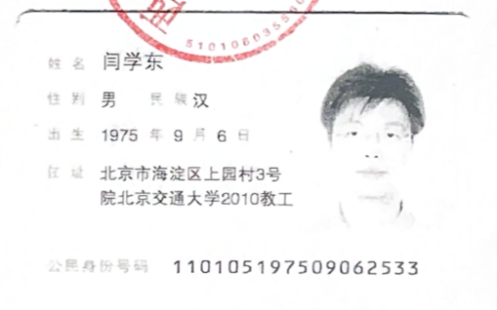 姓名 闫学东
性别 男 民族 汉
出生 1975 年 9 月 6 日
住址 北京市海淀区上园村3号
院北京交通大学2010教工
公民身份号码 110105197509062533